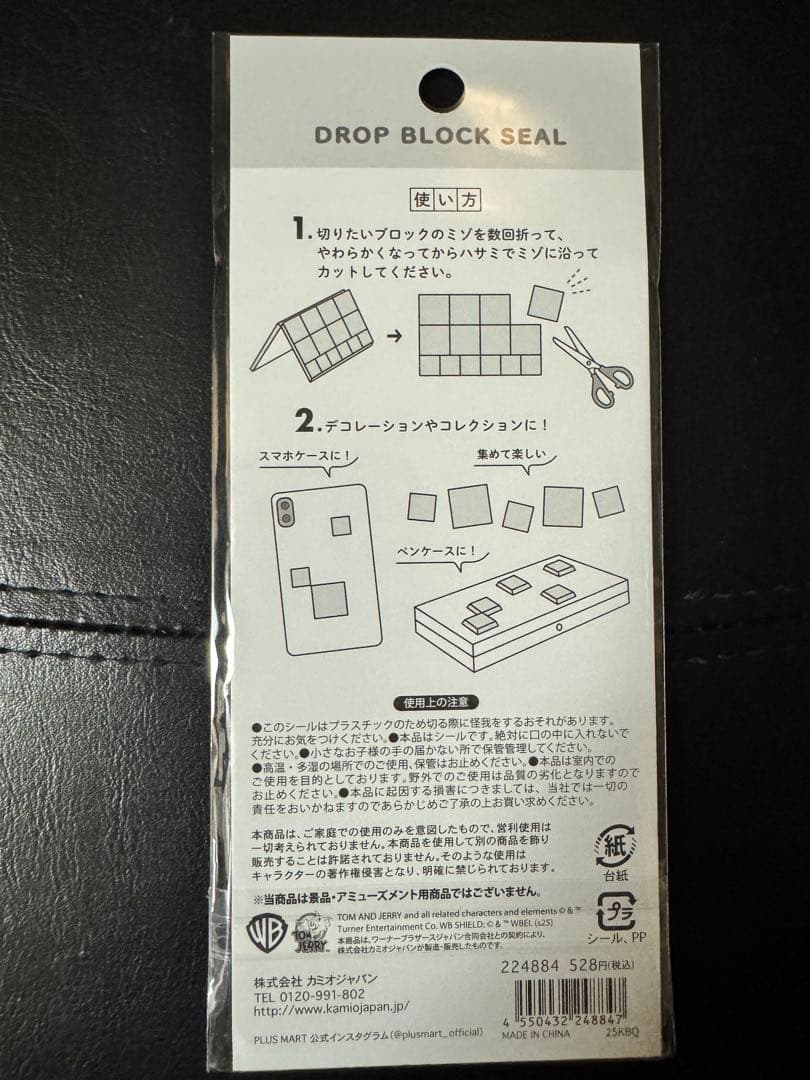 DROP BLOCK SEAL
使い方
1.切りたいブロックのミゾを数回折って、
やわらかくなってからハサミでミゾに沿って
カットしてください。
2.デコレーションやコレクションに!
スマホケースに!
集めて楽しい
ペンケースに!
使用上の注意
●このシールはプラスチックのため切る際に怪我をするおそれがあります。
充分にお気をつけください。●本品はシールです。絶対に口の中に入れないで
ください。●小さなお子様の手の届かない所で保管管理してください。
●高温・多湿の場所でのご使用、保管はお止めください。●本品は室内での
ご使用を目的としております。野外でのご使用は品質の劣化となりますので
お止めください。●本品に起因する損害につきましては、当社では一切の
責任をおいかねますのであらかじめご了承の上お買い求めください。
本商品は、ご家庭での使用のみを意図したもので、営利使用は
一切考えられておりません。本商品を使用して別の商品を飾り
販売することは許諾されておりません。そのような使用は
キャラクターの著作権侵害となり、明確に禁じられております。
紙
台紙
※当商品は景品・アミューズメント用商品ではございません。
プラ
シール、PP
WB
TOM AND JERRY
TOM AND JERRY and all related characters and elements © & ™
Turner Entertainment Co. WB SHIELD: © & ™ WBEI. (s25)
本商品は、ワーナーブラザースジャパン合同会社との契約により、
株式会社カミオジャパンが製造・販売したものです。
224884 528円(税込)
株式会社 カミオジャパン
TEL 0120-991-802
http://www.kamiojapan.jp/
4 550432 248847
PLUS MART 公式インスタグラム(@plusmart_official)
MADE IN CHINA 25KBQ